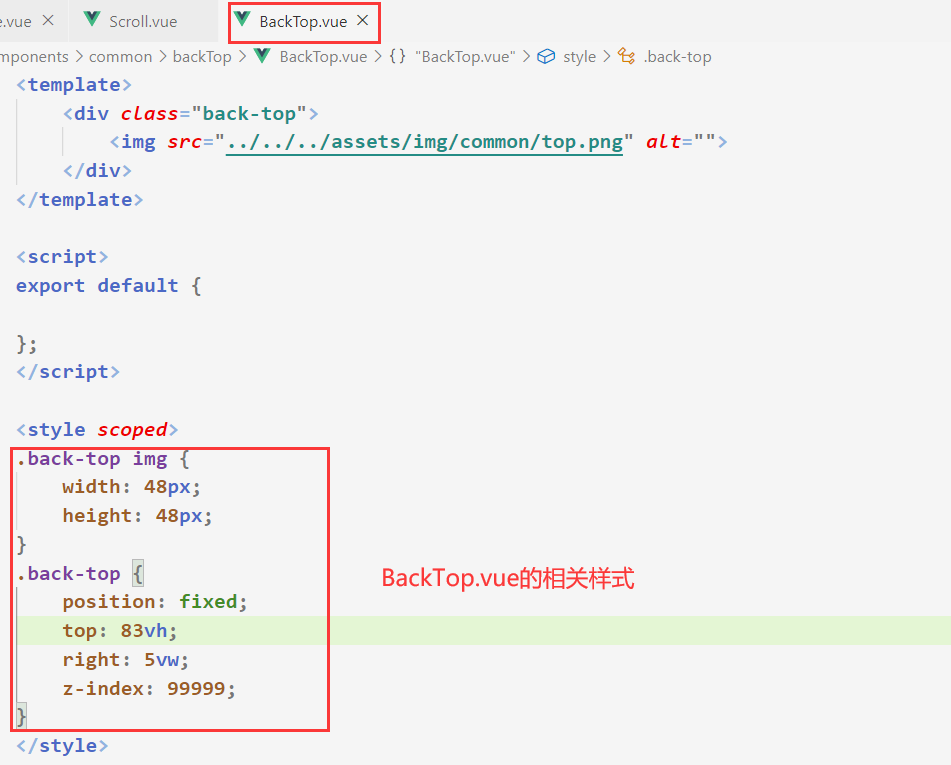 e.vue × Scroll.vue BackTop.vue ×
mponents > common > backTop > BackTop.vue > {} "BackTop.vue" > style > .back-top
<template>
    <div class="back-top">
        <img src="../../../assets/img/common/top.png" alt="">
    </div>
</template>
<script>
export default {
};
</script>
<style scoped>
.back-top img {
    width: 48px;
    height: 48px;
}
.back-top {
    position: fixed;
    top: 83vh;
    right: 5vw;
    z-index: 99999;
}
</style>
BackTop.vue的相关样式